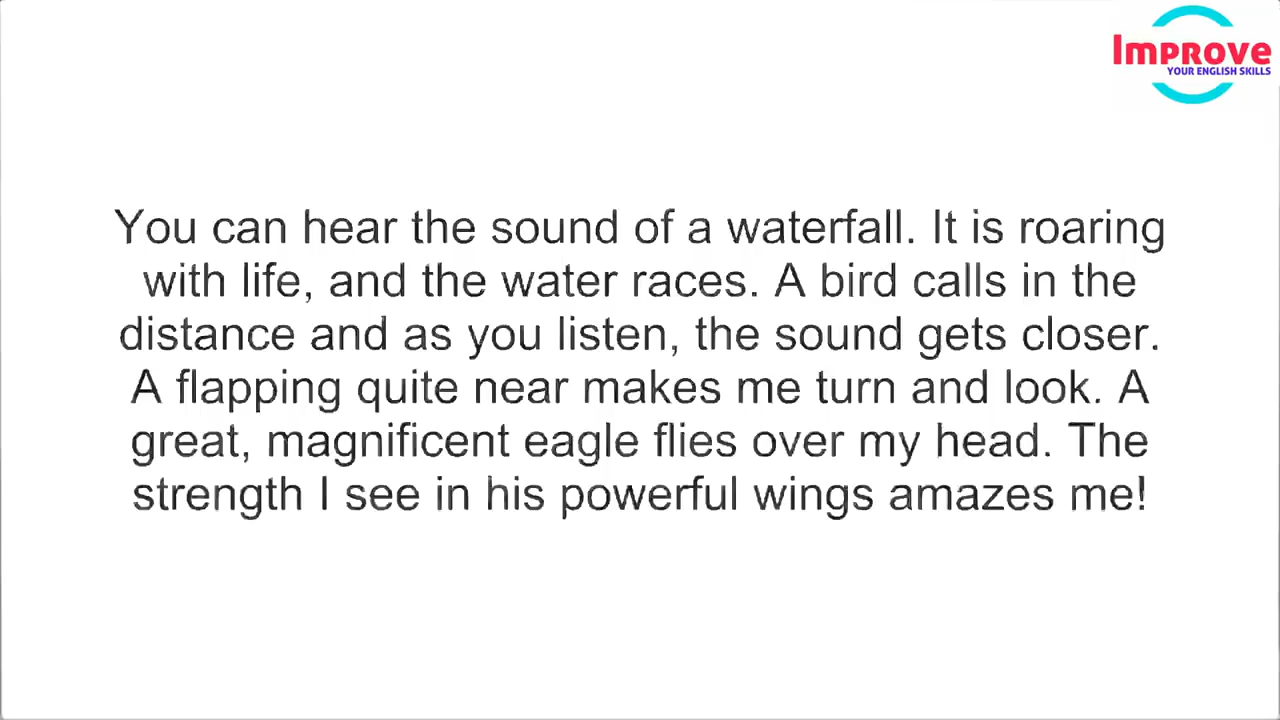 Improve
YOUR ENGLISH SKILLS
You can hear the sound of a waterfall. It is roaring
with life, and the water races. A bird calls in the
distance and as you listen, the sound gets closer.
A flapping quite near makes me turn and look. A
great, magnificent eagle flies over my head. The
strength I see in his powerful wings amazes me!